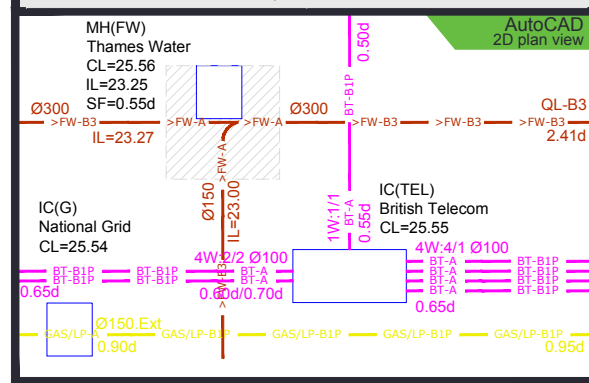 AutoCAD
2D plan view
MH(FW)
Thames Water
CL=25.56
IL=23.25
SF=0.55d
0.50d
BT-B1P
Ø300
Ø300
QL-B3
>FW-B3
>FW-A
>FW-A
>FW-B3
>FW-B3
>FW-B3
IL=23.27
2.41d
>FW-A
Ø150
IL=23.00
>FW-B3
1W:1/1
BT-A
0.55d
IC(TEL)
British Telecom
CL=25.55
IC(G)
National Grid
CL=25.54
4W:2/2 Ø100
4W:4/1 Ø100
BT-B1P
BT-B1P
BT-A
BT-B1P
BT-B1P
BT-A
0.65d
0.60d/0.70d
BT-A
BT-B1P
BT-A
BT-B1P
BT-A
BT-B1P
BT-A
BT-B1P
0.65d
Ø150.Ext
GAS/LP-A
GAS/LP-B1P
GAS/LP-B1P
GAS/LP-B1P
GAS/LP-B1P
0.90d
0.95d